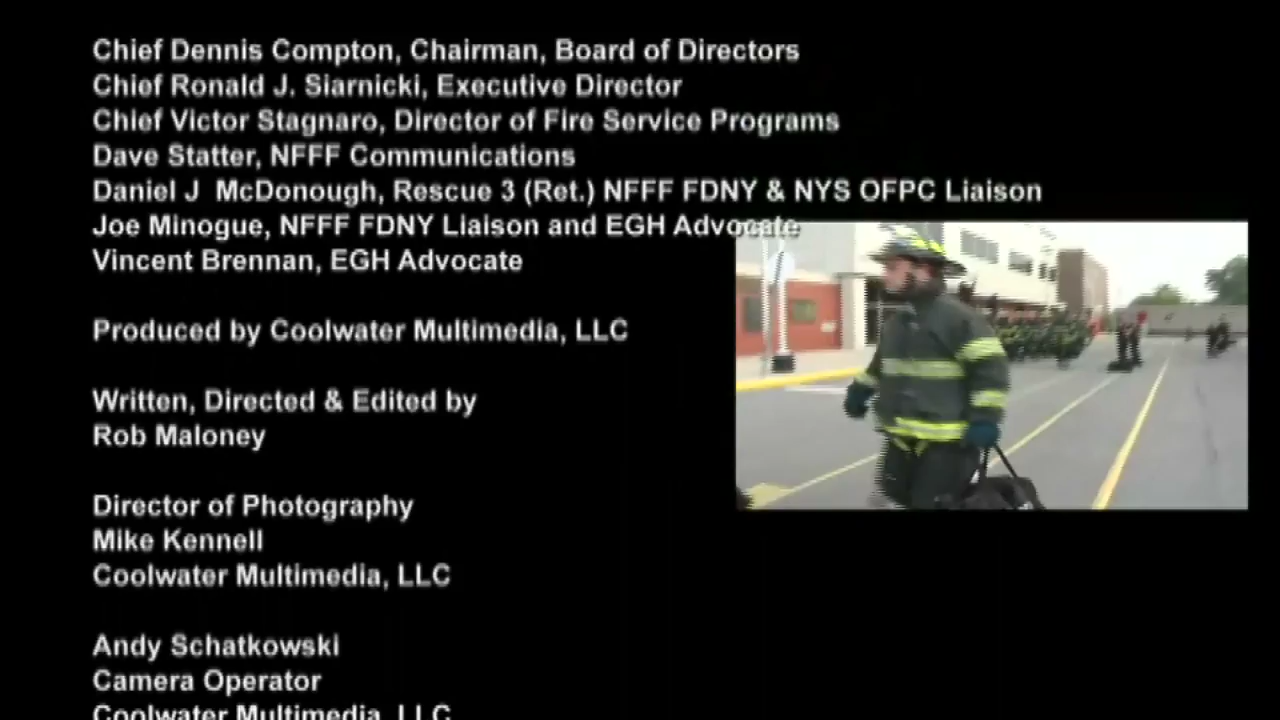 Chief Dennis Compton, Chairman, Board of Directors
Chief Ronald J. Siarnicki, Executive Director
Chief Victor Stagnaro, Director of Fire Service Programs
Dave Statter, NFFF Communications
Daniel J McDonough, Rescue 3 (Ret.) NFFF FDNY & NYS OFPC Liaison
Joe Minogue, NFFF FDNY Liaison and EGH Advocate
Vincent Brennan, EGH Advocate
Produced by Coolwater Multimedia, LLC
Written, Directed & Edited by
Rob Maloney
Director of Photography
Mike Kennell
Coolwater Multimedia, LLC
Andy Schatkowski
Camera Operator
Coolwater Multimedia, LLC